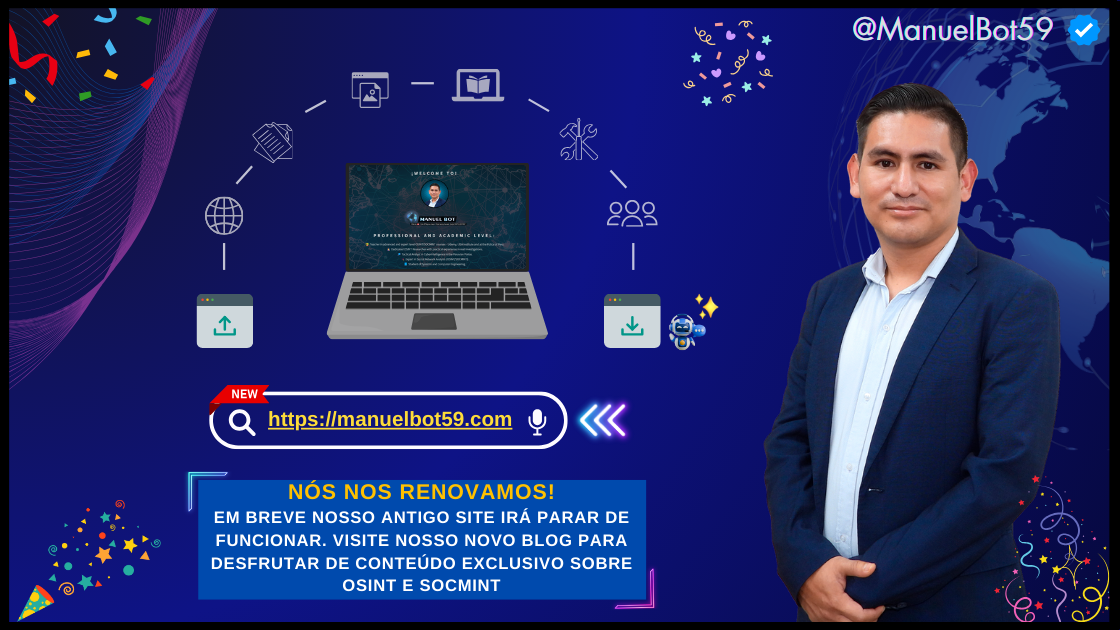 @ManuelBot59
¡WELCOME TO!
MANUEL BOT
PROFESSIONAL AND ACADEMIC LEVEL:
NEW
https://manuelbot59.com
NÓS NOS RENOVAMOS!
EM BREVE NOSSO ANTIGO SITE IRÁ PARAR DE
FUNCIONAR. VISITE NOSSO NOVO BLOG PARA
DESFRUTAR DE CONTEÚDO EXCLUSIVO SOBRE
OSINT E SOCMINT